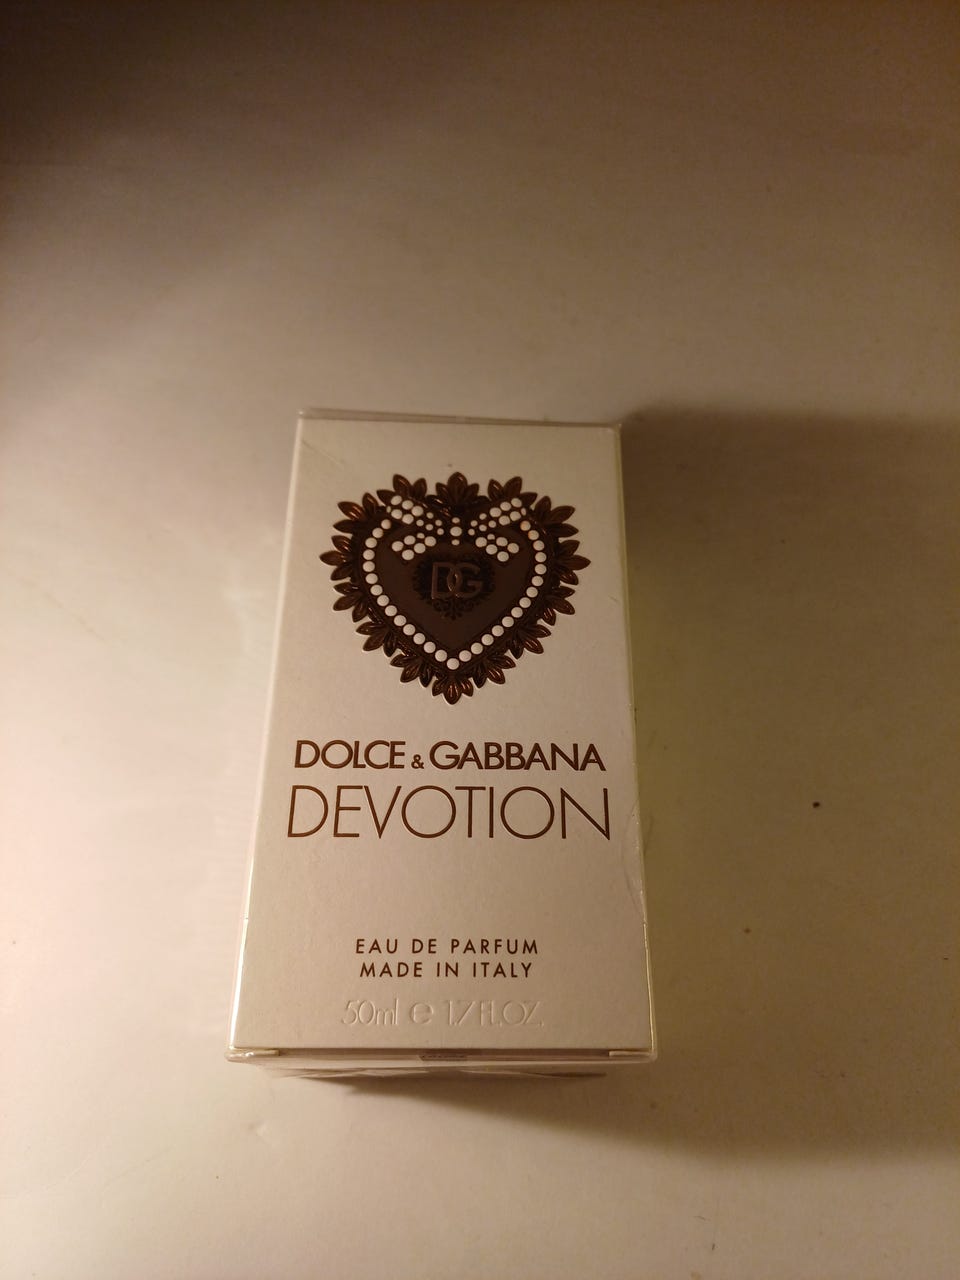 DG
DOLCE & GABBANA
DEVOTION
EAU DE PARFUM
MADE IN ITALY
50ml e 1.7 FL.OZ.